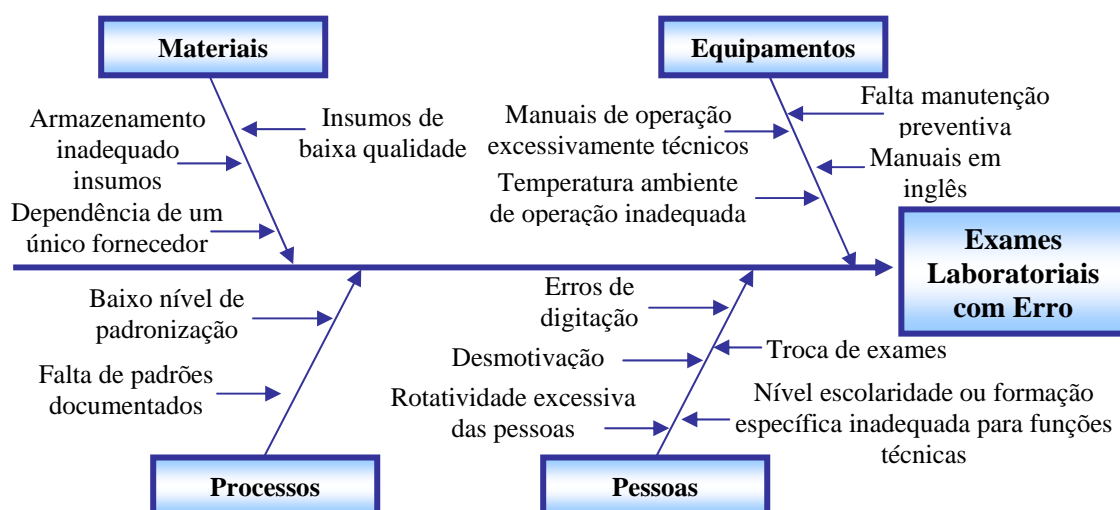 Materiais
Equipamentos
Armazenamento
inadequado
insumos
Insumos de
baixa qualidade
Dependência de um
único fornecedor
Manuais de operação
excessivamente técnicos
Falta manutenção
preventiva
Temperatura ambiente
de operação inadequada
Manuais em
inglês
Exames
Laboratoriais
com Erro
Baixo nível de
padronização
Falta de padrões
documentados
Erros de
digitação
Desmotivação
Troca de exames
Rotatividade excessiva
das pessoas
Nível escolaridade ou formação
específica inadequada para funções
técnicas
Processos
Pessoas